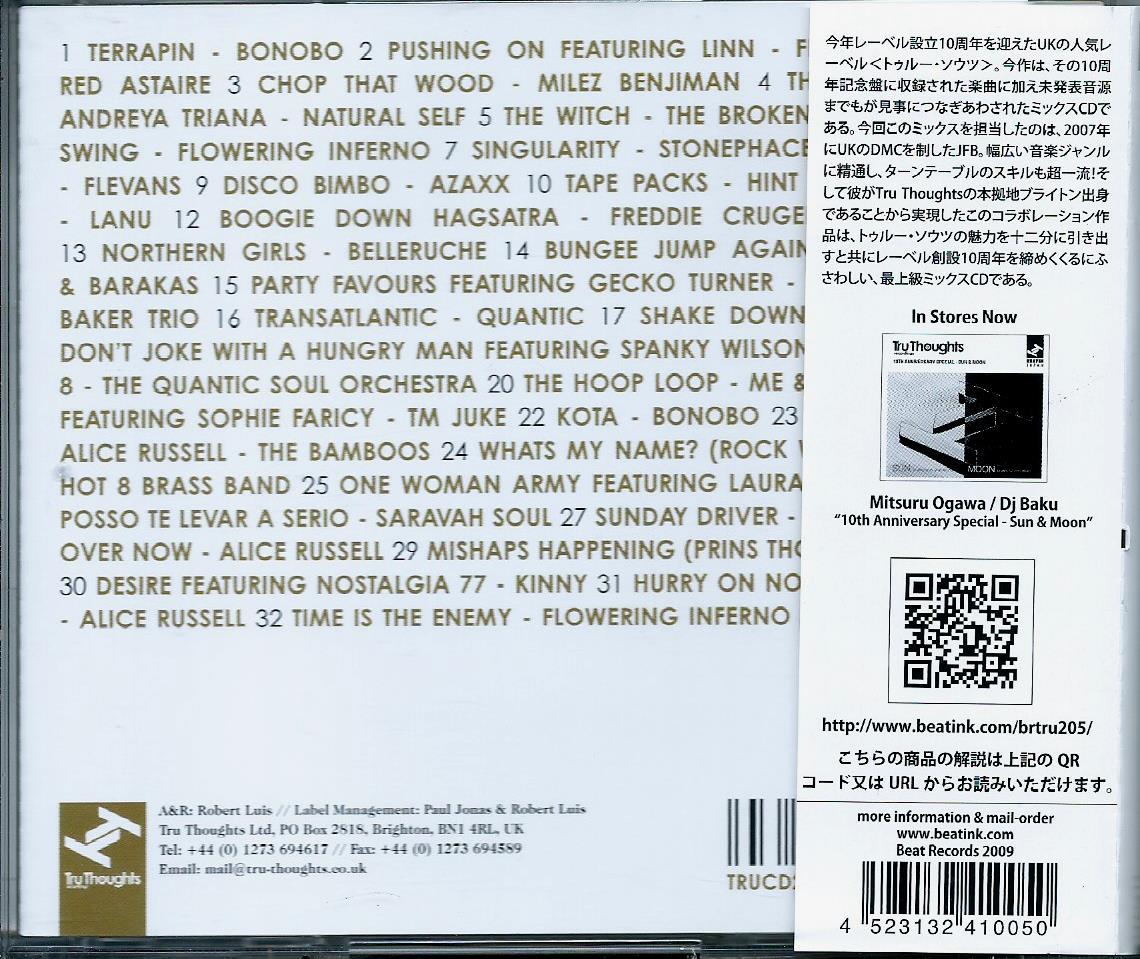 1 TERRAPIN - BONOBO 2 PUSHING ON FEATURING LINN -
RED ASTAIRE 3 CHOP THAT WOOD - MILEZ BENJIMAN 4
ANDREYA TRIANA - NATURAL SELF 5 THE WITCH - THE BROKEN
SWING - FLOWERING INFERNO 7 SINGULARITY - STONEPHACE
- FLEVANS 9 DISCO BIMBO - AZAXX 10 TAPE PACKS - HINT
- LANU 12 BOOGIE DOWN HAGSATRA - FREDDIE CRUGE
13 NORTHERN GIRLS - BELLERUCHE 14 BUNGEE JUMP AGAIN
& BARAKAS 15 PARTY FAVOURS FEATURING GECKO TURNER -
BAKER TRIO 16 TRANSATLANTIC - QUANTIC 17 SHAKE DOWN
DON'T JOKE WITH A HUNGRY MAN FEATURING SPANKY WILSON
8 - THE QUANTIC SOUL ORCHESTRA 20 THE HOOP LOOP - ME &
FEATURING SOPHIE FARICY - TM JUKE 22 KOTA - BONOBO 23
ALICE RUSSELL - THE BAMBOOS 24 WHATS MY NAME? (ROCK
HOT 8 BRASS BAND 25 ONE WOMAN ARMY FEATURING LAURA
POSSO TE LEVAR A SERIO - SARAVAH SOUL 27 SUNDAY DRIVER -
OVER NOW - ALICE RUSSELL 29 MISHAPS HAPPENING (PRINS THO
30 DESIRE FEATURING NOSTALGIA 77 - KINNY 31 HURRY ON NO
- ALICE RUSSELL 32 TIME IS THE ENEMY - FLOWERING INFERNO
TruThoughts
recordings
A&R: Robert Luis // Label Management: Paul Jonas & Robert Luis
Tru Thoughts Ltd, PO Box 2818, Brighton, BN1 4RL, UK
Tel: +44 (0) 1273 694617 // Fax: +44 (0) 1273 694589
Email: mail@tru-thoughts.co.uk
TRUCD
今年レーベル設立10周年を迎えたUKの人気レ
ーベル＜トゥルー・ソウツ＞。今作は、その10周
年記念盤に収録された楽曲に加え未発表音源
までもが見事につなぎあわされたミックスCDで
ある。今回このミックスを担当したのは、2007年
にUKのDMCを制したJFB。幅広い音楽ジャンル
に精通し、ターンテーブルのスキルも超一流！そ
して彼がTru Thoughtsの本拠地ブライトン出身
であることから実現したこのコラボレーション作
品は、トゥルー・ソウツの魅力を十二分に引き出
すと共にレーベル創設10周年を締めくくるにふ
さわしい、最上級ミックスCDである。
In Stores Now
TruThoughts
recordings
10TH ANNIVERSARY SPECIAL - SUN & MOON
SUN
MOON
Mitsuru Ogawa / Dj Baku
“10th Anniversary Special - Sun & Moon”
http://www.beatink.com/brtru205/
こちらの商品の解説は上記の QR
コード又は URL からお読みいただけます。
more information & mail-order
www.beatink.com
Beat Records 2009
4 523132 410050